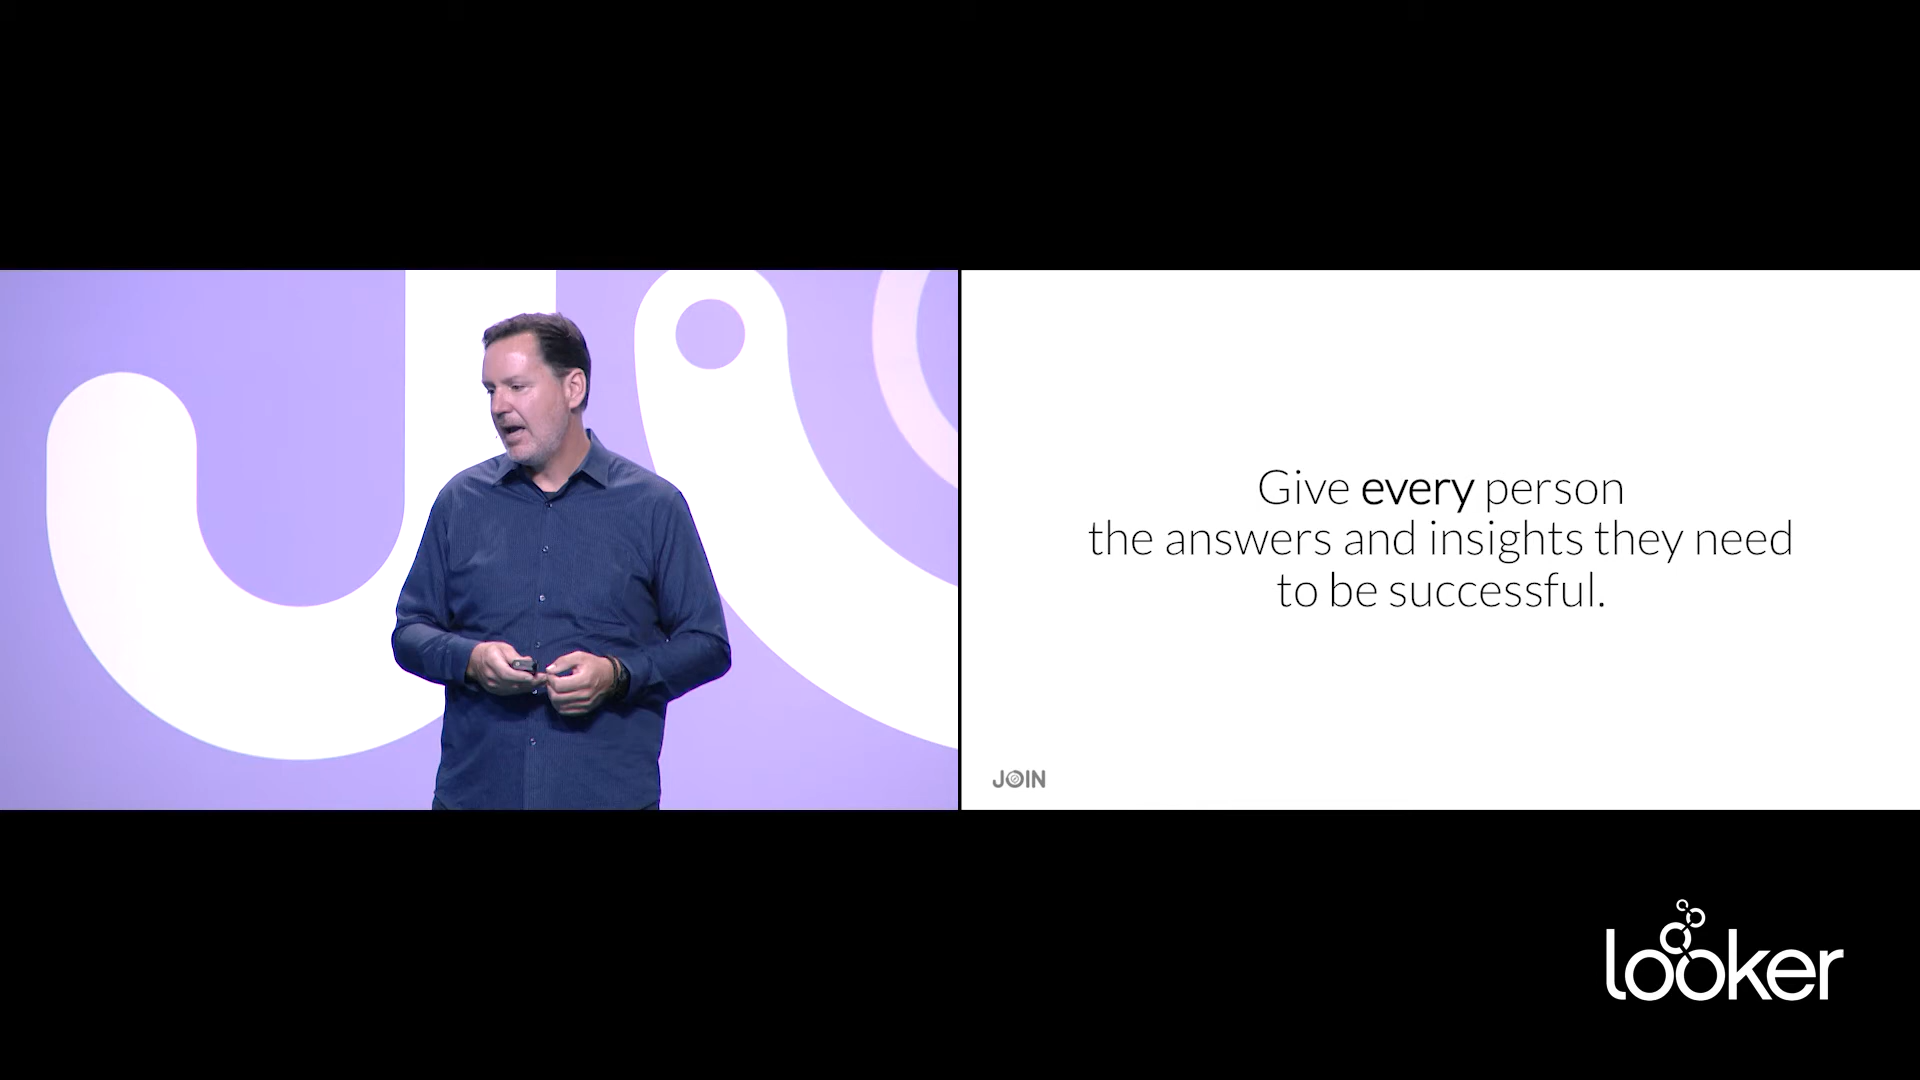 Give every person
the answers and insights they need
to be successful.
JOIN
looker